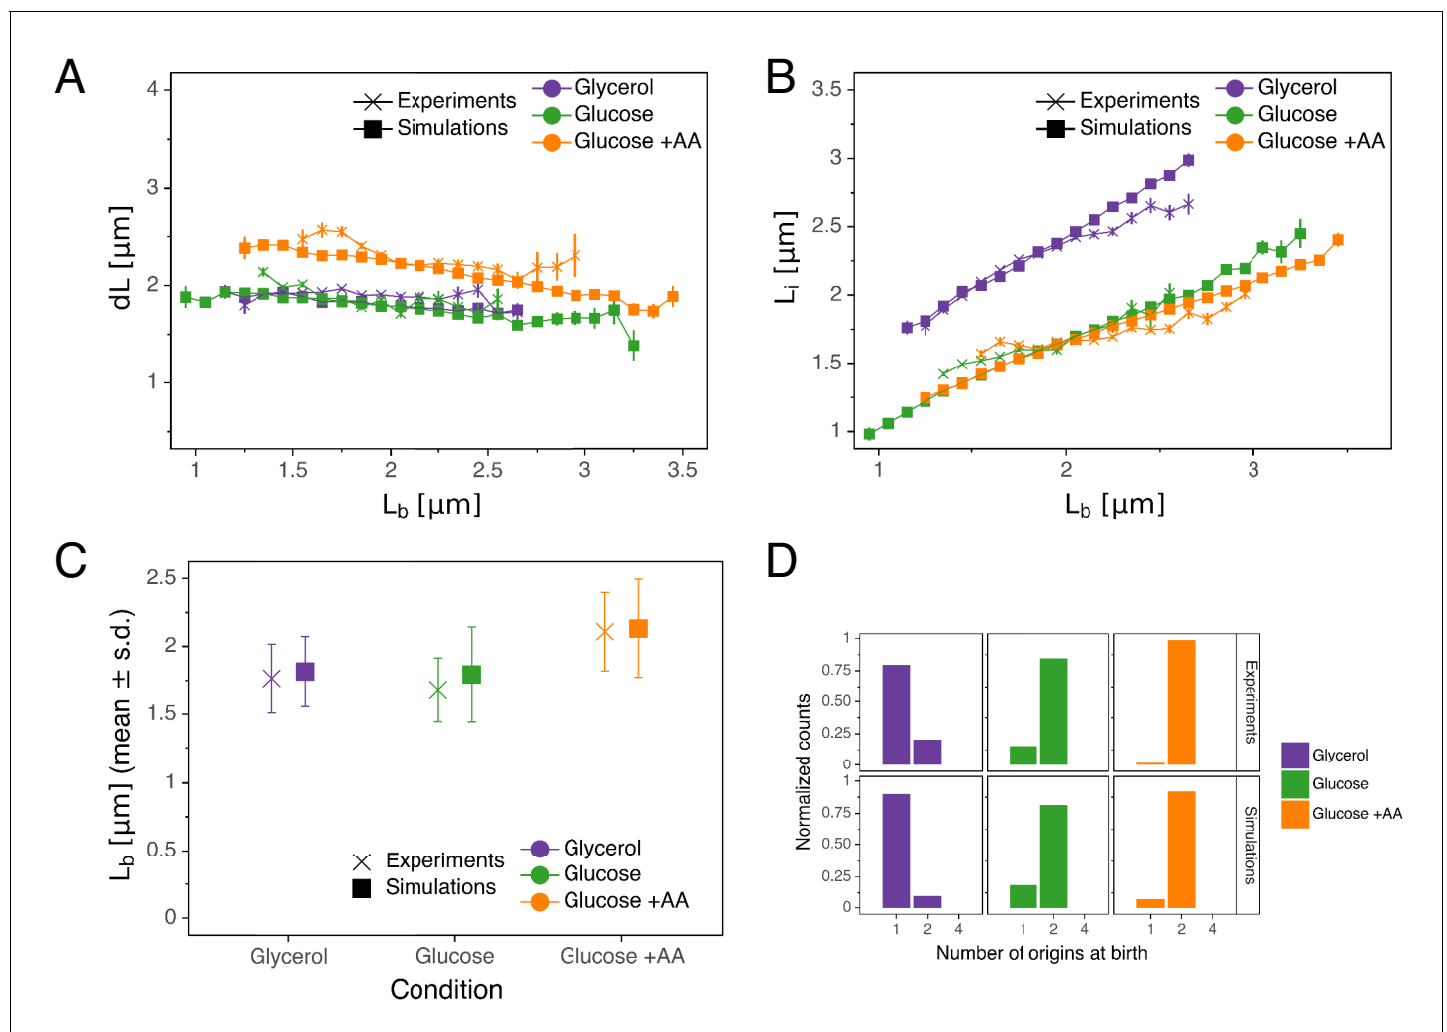 A
4
3
2
1
dL [μm]
Experiments
Simulations
Glycerol
Glucose
Glucose +AA
1
1.5
2
2.5
3
3.5
Lb [μm]
B
3.5
3
2.5
2
1.5
1
Li [μm]
Experiments
Simulations
Glycerol
Glucose
Glucose +AA
1
2
3
Lb [μm]
C
2.5
2
1.5
1
0.5
0
Lb [μm] (mean ± s.d.)
Experiments
Simulations
Glycerol
Glucose
Glucose +AA
Glycerol
Glucose
Glucose +AA
Condition
D
Normalized counts
1
0.75
0.50
0.25
0
Experiments
1
0.75
0.50
0.25
0
Simulations
1 2 4
1 2 4
1 2 4
Number of origins at birth
Glycerol
Glucose
Glucose +AA